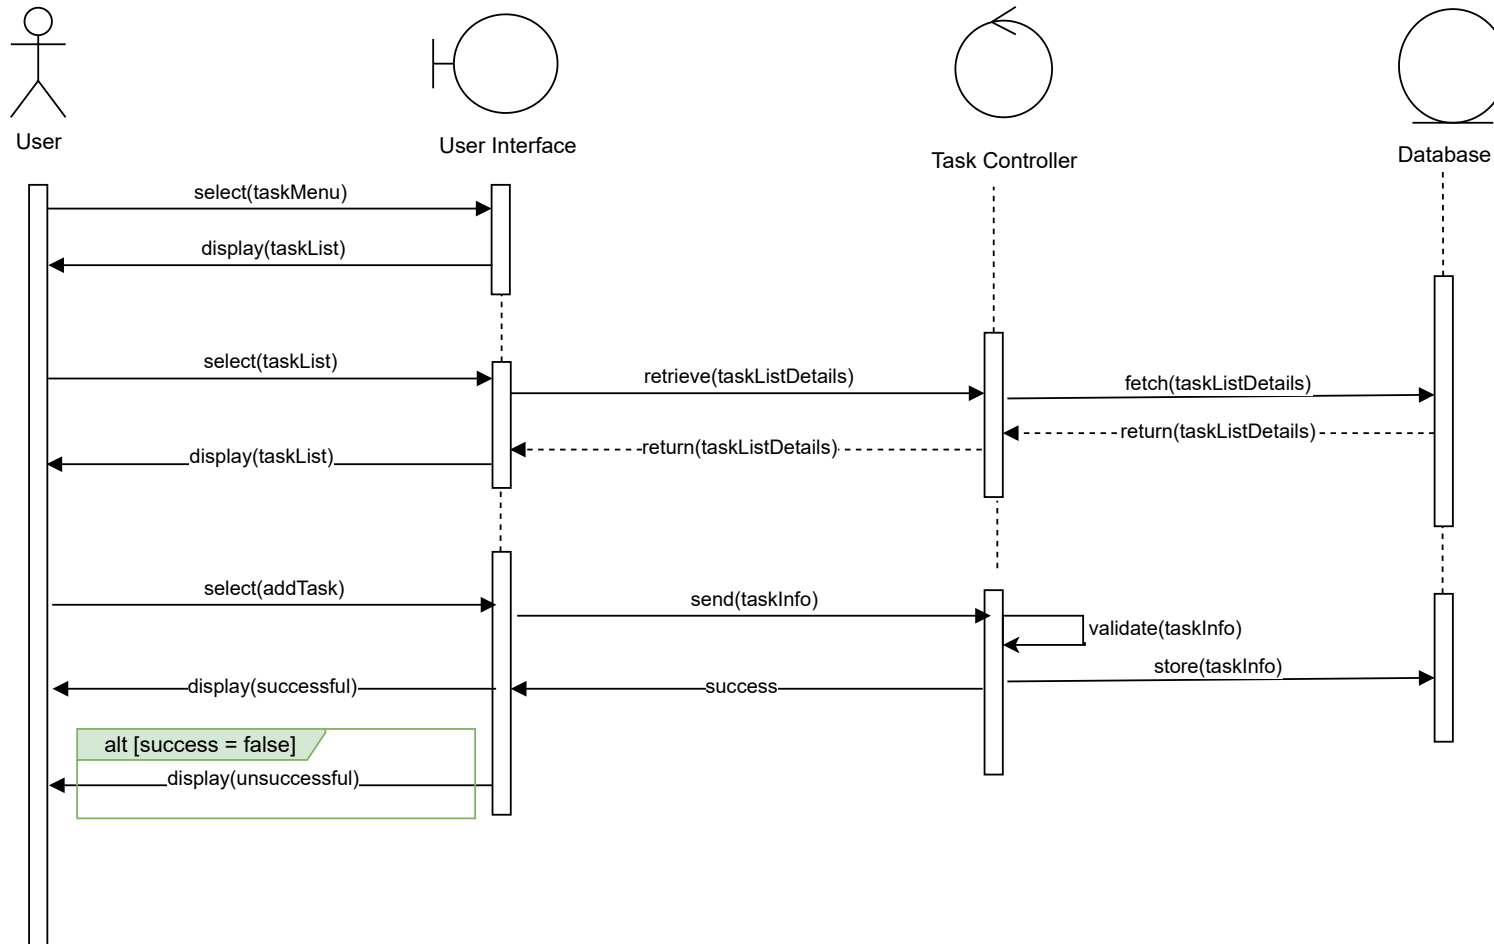 User
User Interface
Task Controller
Database
select(taskMenu)
display(taskList)
select(taskList)
retrieve(taskListDetails)
fetch(taskListDetails)
return(taskListDetails)
return(taskListDetails)
display(taskList)
select(addTask)
send(taskInfo)
validate(taskInfo)
store(taskInfo)
display(successful)
success
alt [success = false]
display(unsuccessful)